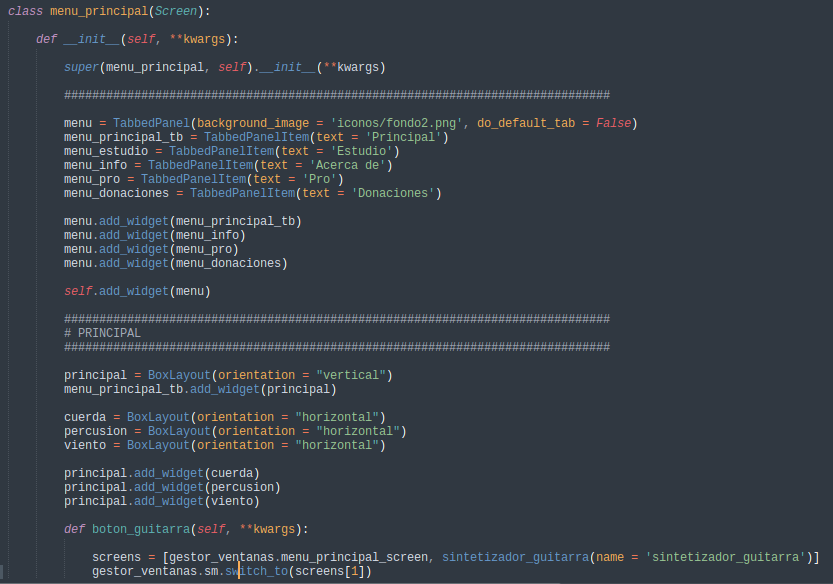 class menu_principal(Screen):
def __init__(self, **kwargs):
super(menu_principal, self).__init__(**kwargs)
##############################################################################
menu = TabbedPanel(background_image = 'iconos/fondo2.png', do_default_tab = False)
menu_principal_tb = TabbedPanelItem(text = 'Principal')
menu_estudio = TabbedPanelItem(text = 'Estudio')
menu_info = TabbedPanelItem(text = 'Acerca de')
menu_pro = TabbedPanelItem(text = 'Pro')
menu_donaciones = TabbedPanelItem(text = 'Donaciones')
menu.add_widget(menu_principal_tb)
menu.add_widget(menu_info)
menu.add_widget(menu_pro)
menu.add_widget(menu_donaciones)
self.add_widget(menu)
##############################################################################
# PRINCIPAL
##############################################################################
principal = BoxLayout(orientation = "vertical")
menu_principal_tb.add_widget(principal)
cuerda = BoxLayout(orientation = "horizontal")
percusion = BoxLayout(orientation = "horizontal")
viento = BoxLayout(orientation = "horizontal")
principal.add_widget(cuerda)
principal.add_widget(percusion)
principal.add_widget(viento)
def boton_guitarra(self, **kwargs):
screens = [gestor_ventanas.menu_principal_screen, sintetizador_guitarra(name = 'sintetizador_guitarra')]
gestor_ventanas.sm.switch_to(screens[1])